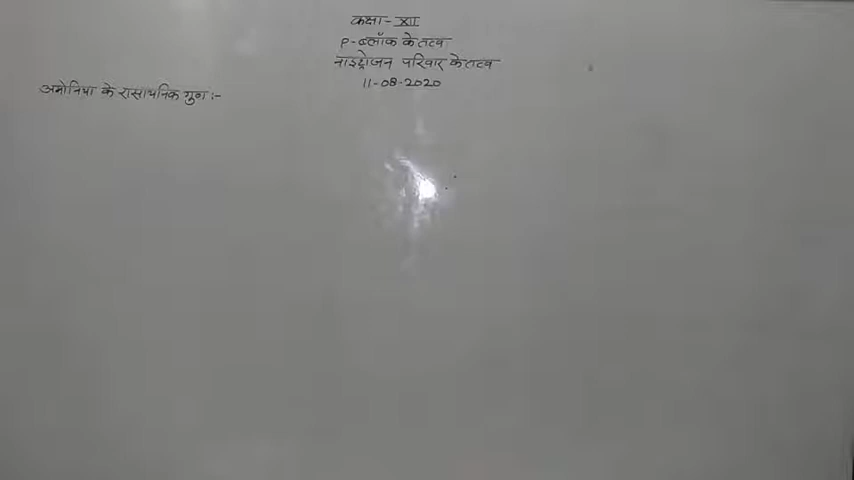 कक्षा - XII
P-ब्लॉक के तत्व
नाइट्रोजन परिवार के तत्व
11-08-2020
अमोनिया के रासायनिक गुण :-